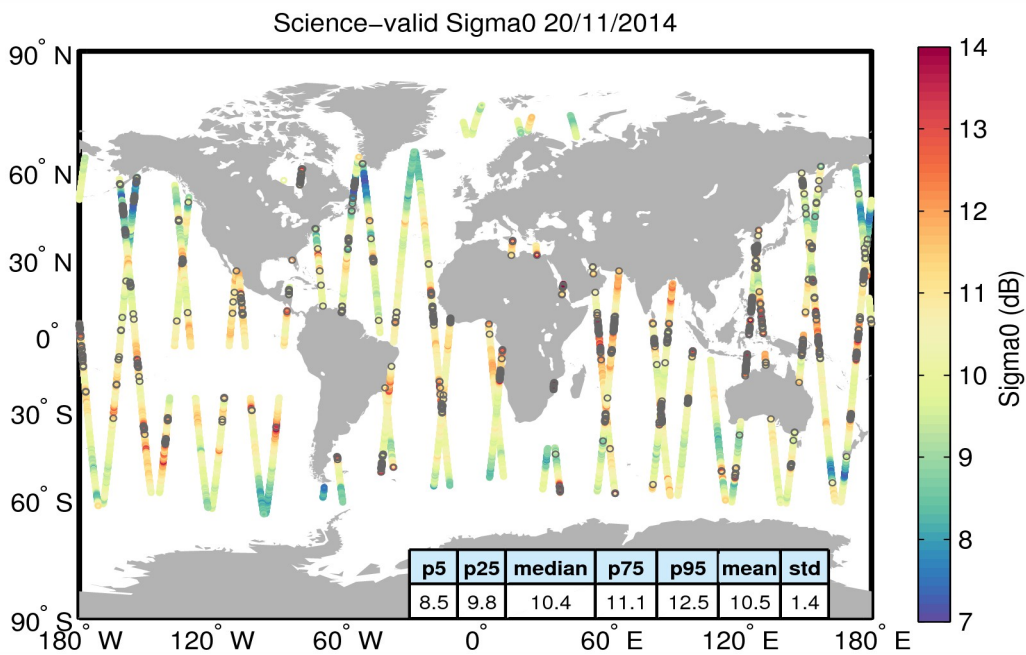 Science−valid Sigma0 20/11/2014
90° N
60° N
30° N
0°
30° S
60° S
90° S
180° W
120° W
60° W
0°
60° E
120° E
180° E
p5 p25 median p75 p95 mean std
8.5 9.8 10.4 11.1 12.5 10.5 1.4
14
13
12
11
10
9
8
7
Sigma0 (dB)